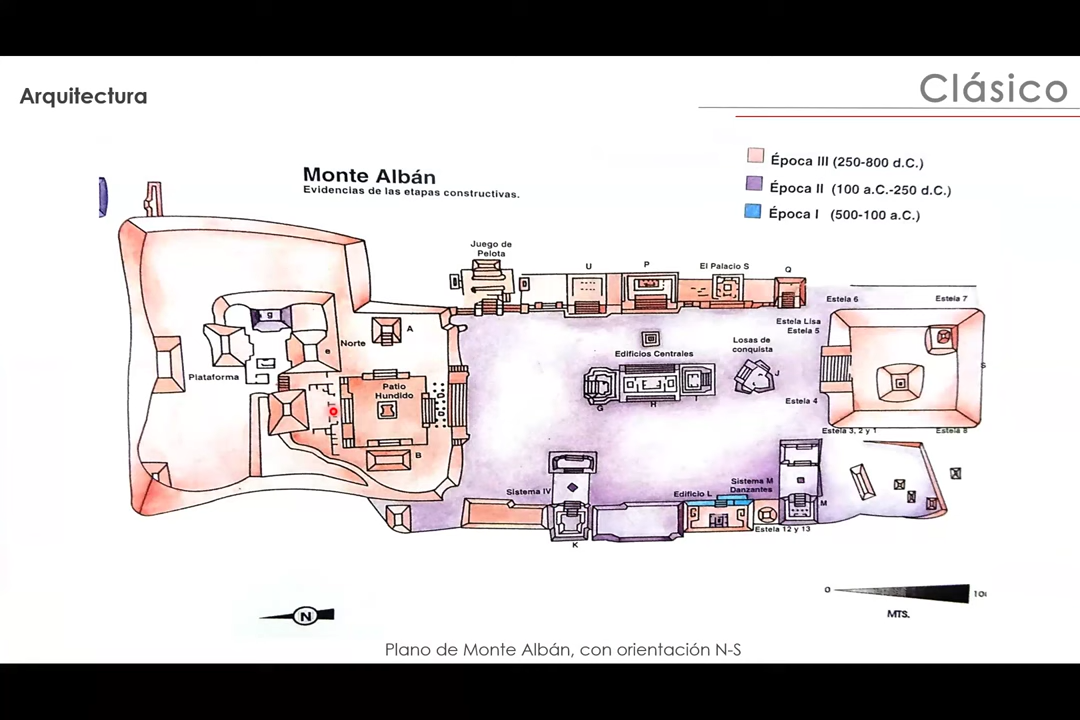 Arquitectura
Clásico
Monte Albán
Evidencias de las etapas constructivas.
Época III (250-800 d.C.)
Época II (100 a.C.-250 d.C.)
Época I (500-100 a.C.)
Juego de
Pelota
U
P
El Palacio S
Q
Estela 6
Estela 7
Estela Lisa
Estela 5
g
A
Norte
e
Edificios Centrales
Losas de
conquista
J
S
Plataforma
Patio
Hundido
G
H
I
Estela 4
Estela 3, 2 y 1
Estela 8
B
Sistema IV
Edificio L
Sistema M
Danzantes
M
Estela 12 y 13
K
N
0
10
MTS.
Plano de Monte Albán, con orientación N-S